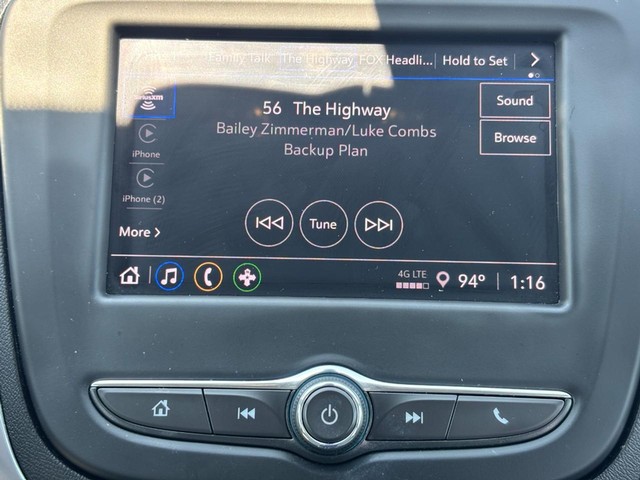 Family Talk The Highway FOX Headli... Hold to Set
siriusxm
56 The Highway
Sound
Bailey Zimmerman/Luke Combs
Backup Plan
Browse
iPhone
iPhone (2)
More
Tune
4G LTE
94° 1:16